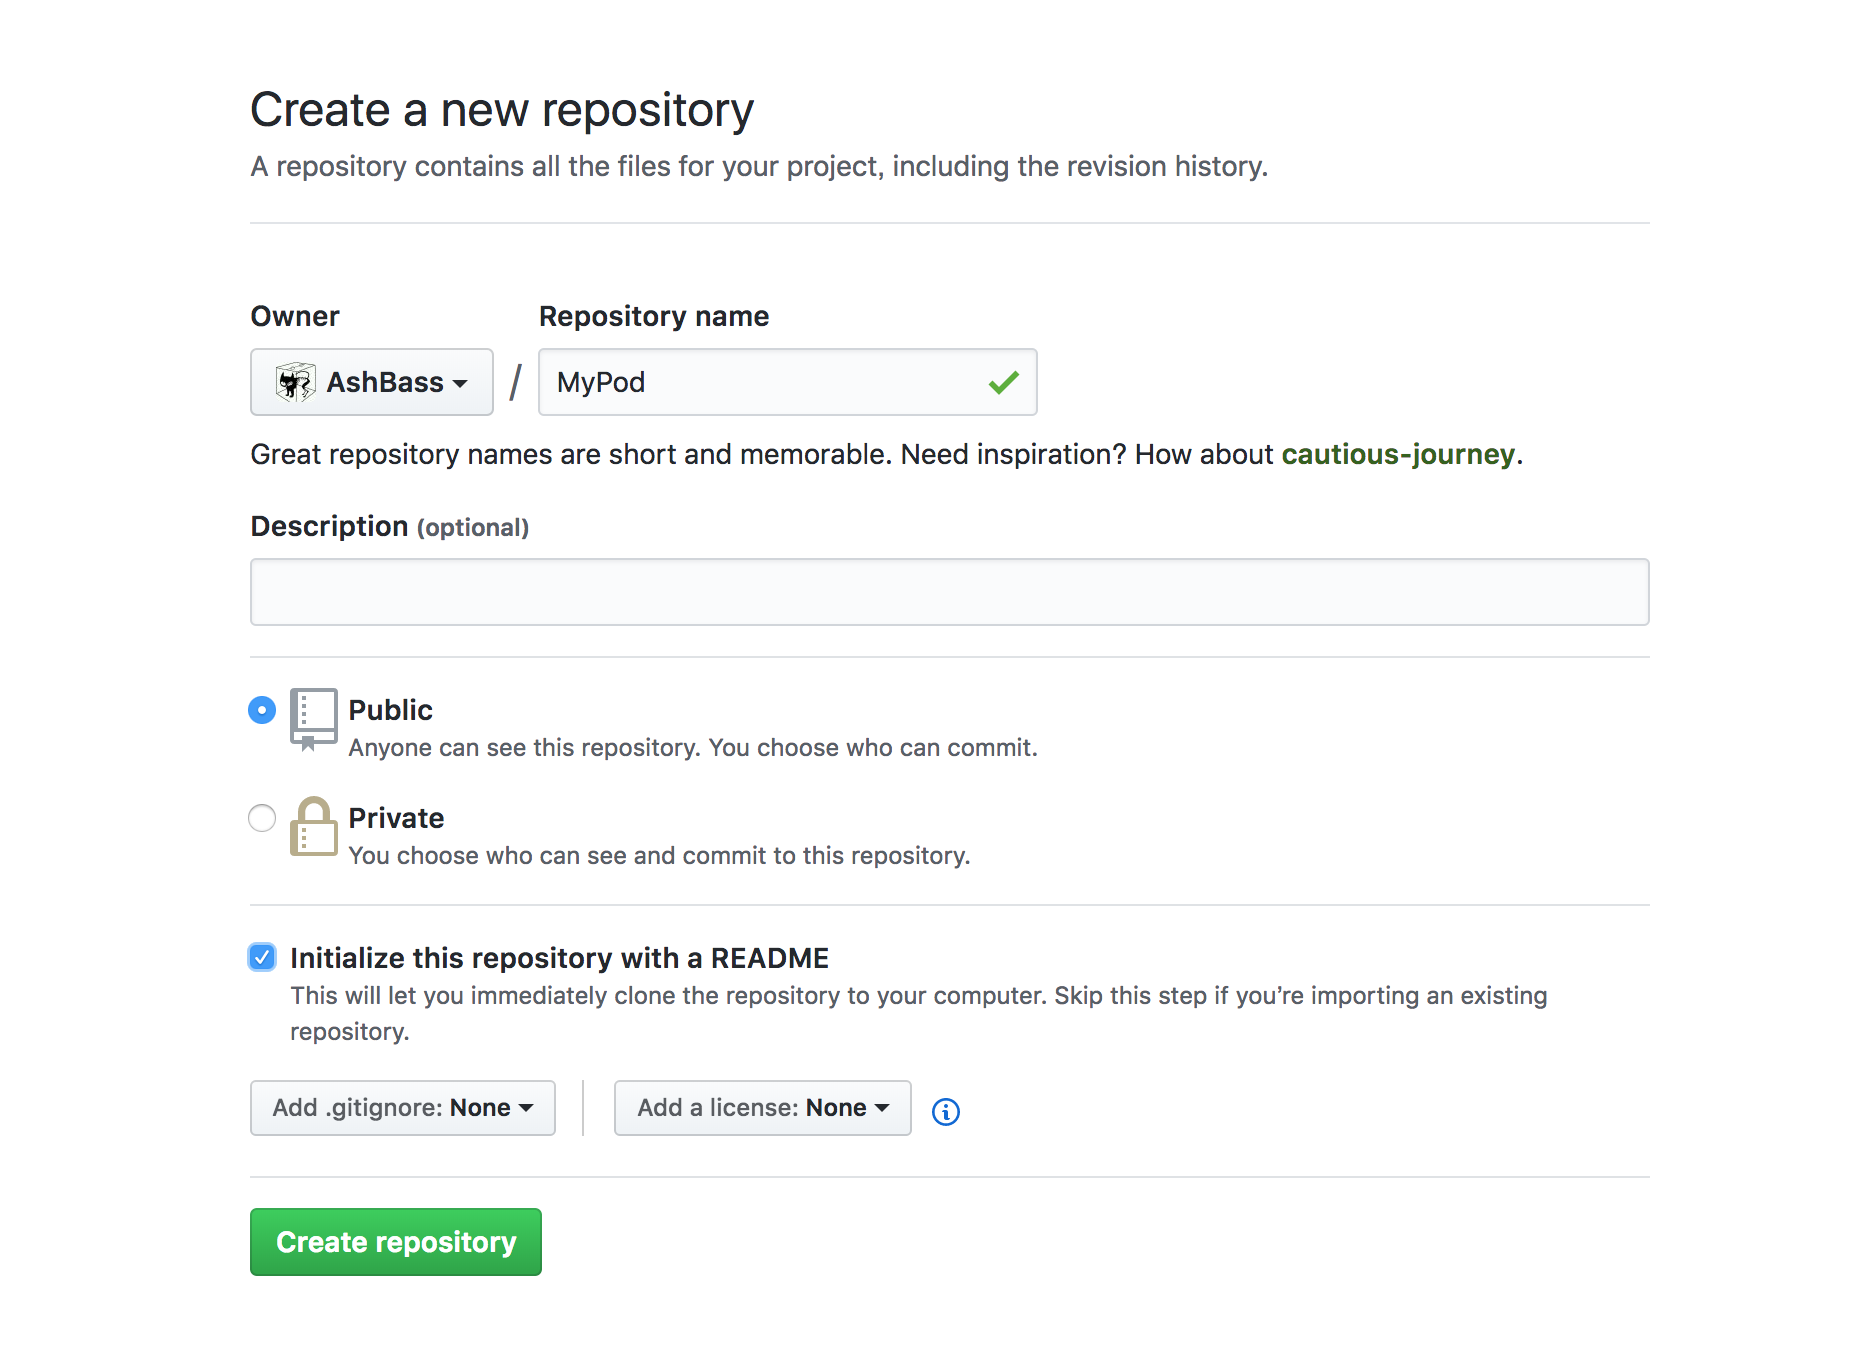 Create a new repository
A repository contains all the files for your project, including the revision history.
Owner Repository name
AshBass / MyPod
Great repository names are short and memorable. Need inspiration? How about cautious-journey.
Description (optional)
Public
Anyone can see this repository. You choose who can commit.
Private
You choose who can see and commit to this repository.
Initialize this repository with a README
This will let you immediately clone the repository to your computer. Skip this step if you’re importing an existing
repository.
Add .gitignore: None Add a license: None
Create repository